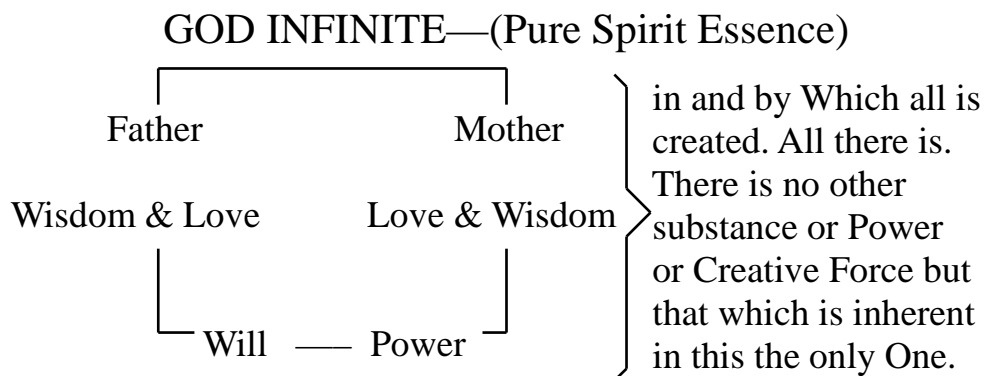 GOD INFINITE—(Pure Spirit Essence)
Father Mother
Wisdom & Love Love & Wisdom
Will —– Power
in and by Which all is
created. All there is.
There is no other
substance or Power
or Creative Force but
that which is inherent
in this the only One.